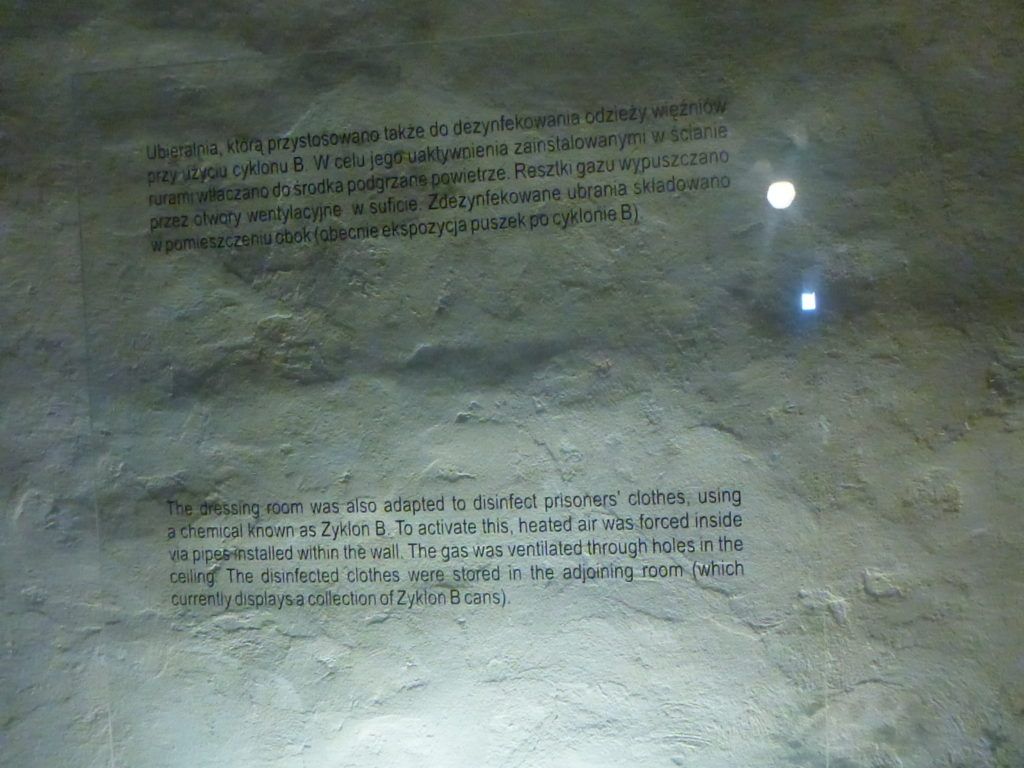 Ubieralnia, którą przystosowano także do dezynfekowania odzieży więźniów
przy użyciu cyklonu B. W celu jego uaktywnienia zainstalowanymi w ścianie
rurami wtłaczano do środka podgrzane powietrze. Resztki gazu wypuszczano
przez otwory wentylacyjne w suficie. Zdezynfekowane ubrania składowano
w pomieszczeniu obok (obecnie ekspozycja puszek po cyklonie B).
The dressing room was also adapted to disinfect prisoners' clothes, using
a chemical known as Zyklon B. To activate this, heated air was forced inside
via pipes installed within the wall. The gas was ventilated through holes in the
ceiling. The disinfected clothes were stored in the adjoining room (which
currently displays a collection of Zyklon B cans).